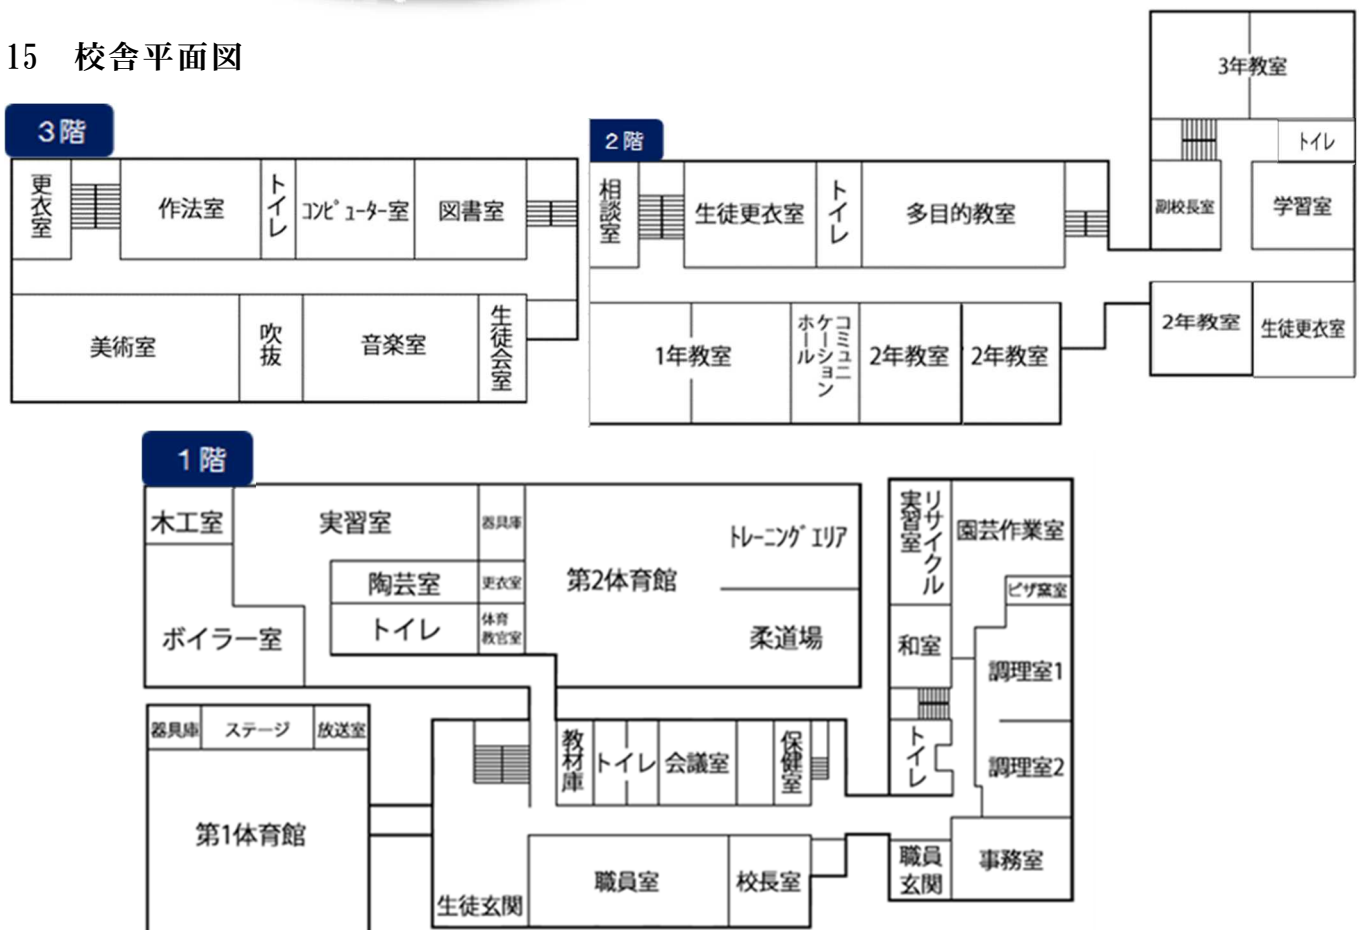 15 校舎平面図
3階
更衣室
作法室
トイレ
コンピューター室
図書室
美術室
吹抜
音楽室
生徒会室
2階
相談室
生徒更衣室
トイレ
多目的教室
1年教室
コミュニ
ケーション
ホール
2年教室
2年教室
3年教室
トイレ
副校長室
学習室
2年教室
生徒更衣室
1階
木工室
実習室
器具庫
トレーニングエリア
陶芸室
更衣室
第2体育館
ボイラー室
トイレ
体育
教官室
柔道場
リサイクル
実習室
園芸作業室
ピザ窯室
和室
調理室1
トイレ
調理室2
職員
玄関
事務室
器具庫
ステージ
放送室
第1体育館
教材庫
トイレ
会議室
保健室
生徒玄関
職員室
校長室